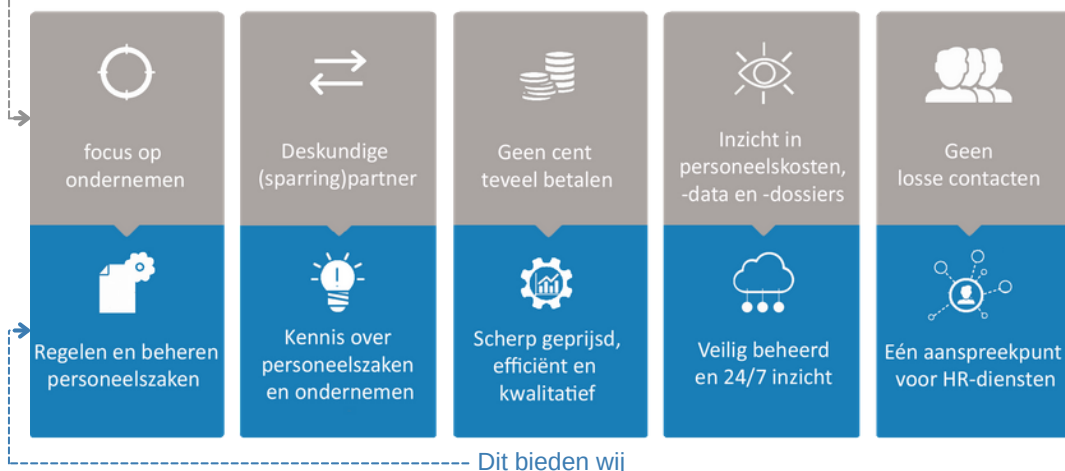 focus op
ondernemen
Deskundige
(sparring)partner
Geen cent
teveel betalen
Inzicht in
personeelskosten,
-data en -dossiers
Geen
losse contacten
Regelen en beheren
personeelszaken
Kennis over
personeelszaken
en ondernemen
Scherp geprijsd,
efficiënt en
kwalitatief
Veilig beheerd
en 24/7 inzicht
Eén aanspreekpunt
voor HR-diensten
Dit bieden wij